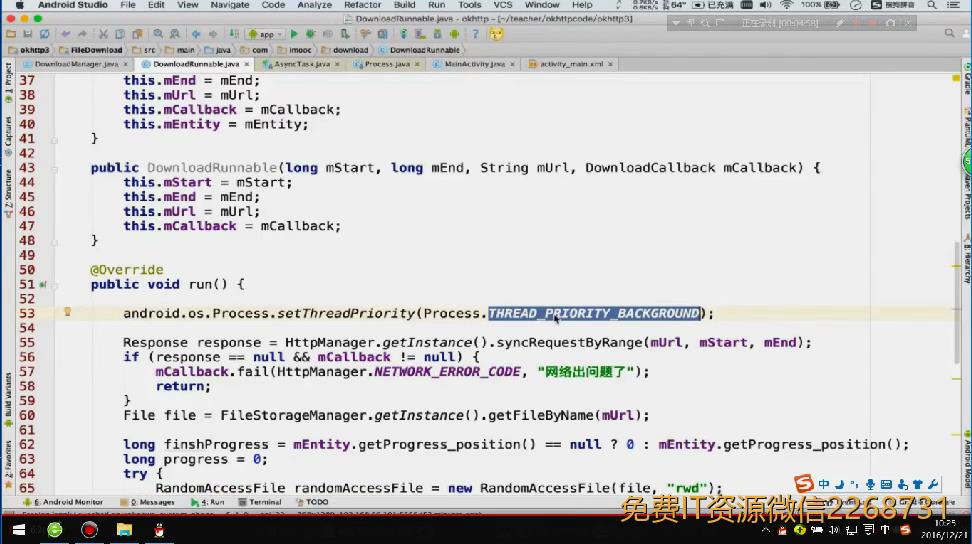 Android Studio File Edit View Navigate Code Analyze Refactor Build Run Tools VCS Window Help
DownloadRunnable.java - okhttp - [~/teacher/okhttpcode/okhttp3]
正在录制 [00:04:58]
app
okhttp3 FileDownload src main java com imooc download DownloadRunnable
DownloadManager.java DownloadRunnable.java AsyncTask.java Process.java MainActivity.java activity_main.xml
37 this.mEnd = mEnd;
38 this.mUrl = mUrl;
39 this.mCallback = mCallback;
40 this.mEntity = mEntity;
41 }
42
43 public DownloadRunnable(long mStart, long mEnd, String mUrl, DownloadCallback mCallback) {
44 this.mStart = mStart;
45 this.mEnd = mEnd;
46 this.mUrl = mUrl;
47 this.mCallback = mCallback;
48 }
49
50 @Override
51 public void run() {
52
53 android.os.Process.setThreadPriority(Process.THREAD_PRIORITY_BACKGROUND);
54
55 Response response = HttpManager.getInstance().syncRequestByRange(mUrl, mStart, mEnd);
56 if (response == null && mCallback != null) {
57 mCallback.fail(HttpManager.NETWORK_ERROR_CODE, "网络出问题了");
58 return;
59 }
60 File file = FileStorageManager.getInstance().getFileByName(mUrl);
61
62 long finshProgress = mEntity.getProgress_position() == null ? 0 : mEntity.getProgress_position();
63 long progress = 0;
64 try {
65 RandomAccessFile randomAccessFile = new RandomAccessFile(file, "rwd");
1: Project
Captures
Z: Structure
Build Variants
2: Favorites
Gradle
Maven Projects
Android Model
6: Android Monitor 0: Messages 4: Run Terminal TODO
免费IT资源微信2268731
10:25
2016/12/21